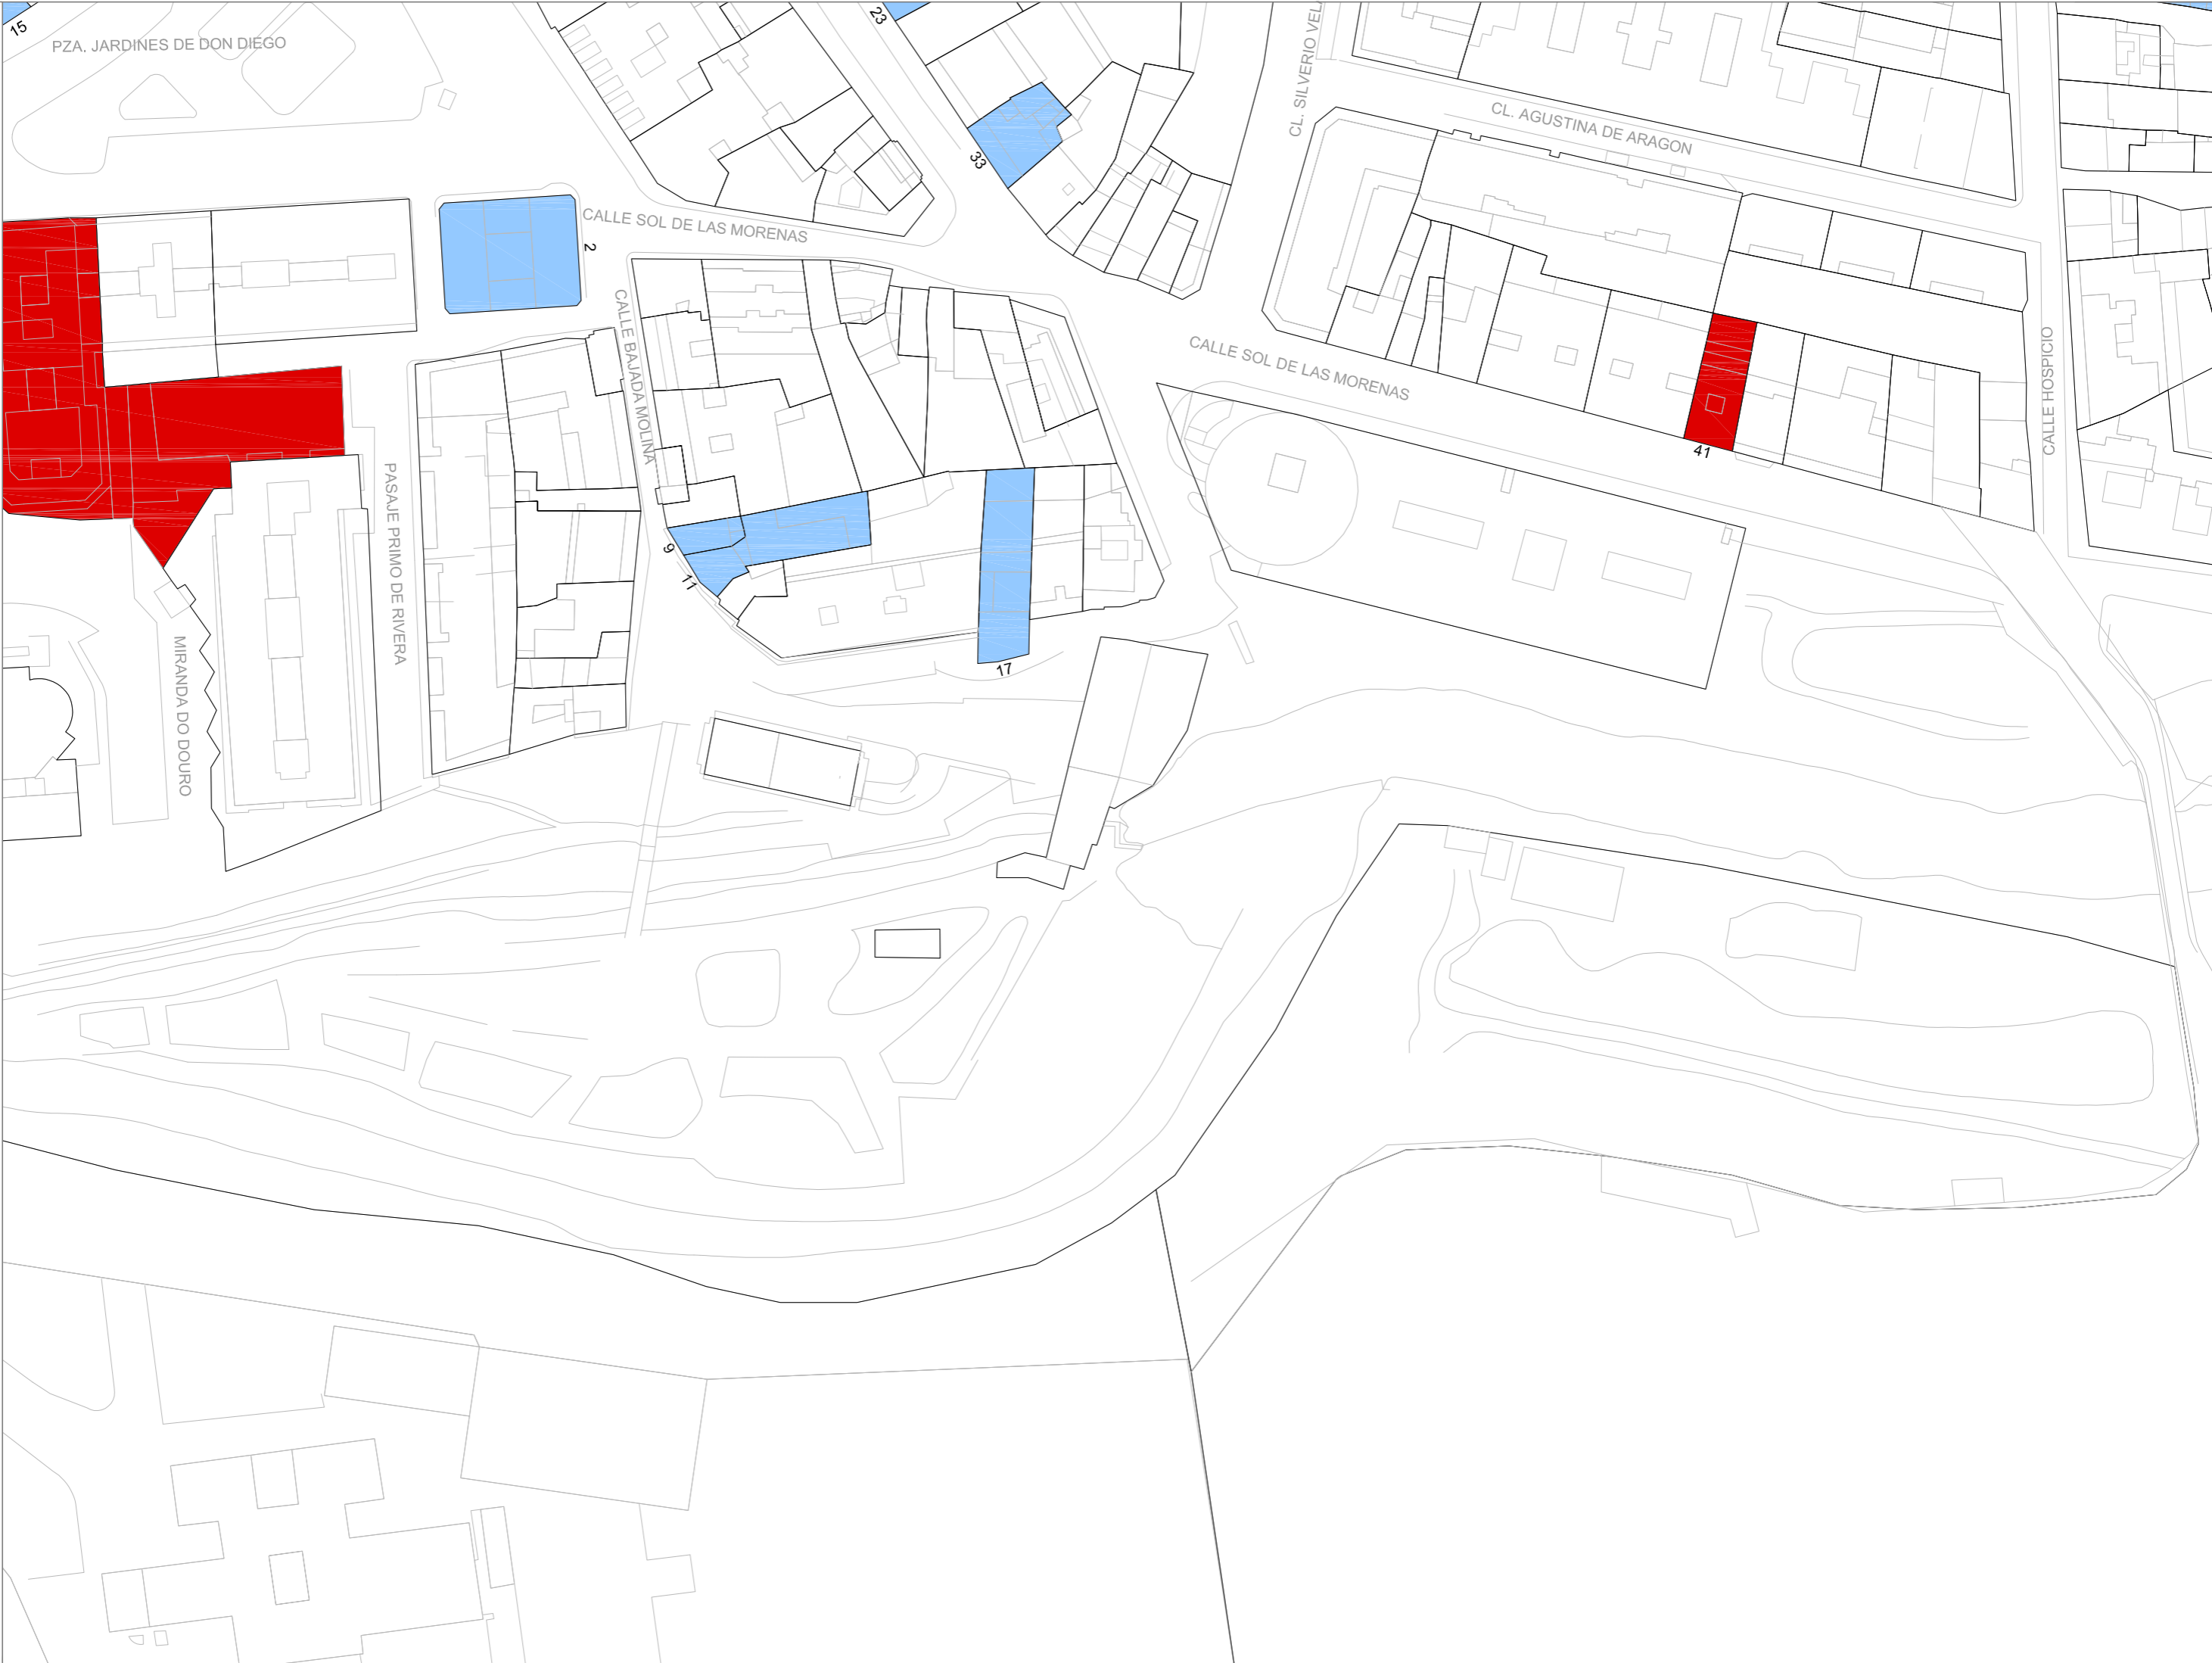 15
PZA. JARDINES DE DON DIEGO
23
CL. SILVERIO VEL
CL. AGUSTINA DE ARAGON
33
CALLE SOL DE LAS MORENAS
2
CALLE BAJADA MOLINA
CALLE SOL DE LAS MORENAS
CALLE HOSPICIO
41
PASAJE PRIMO DE RIVERA
9
11
MIRANDA DO DOURO
17